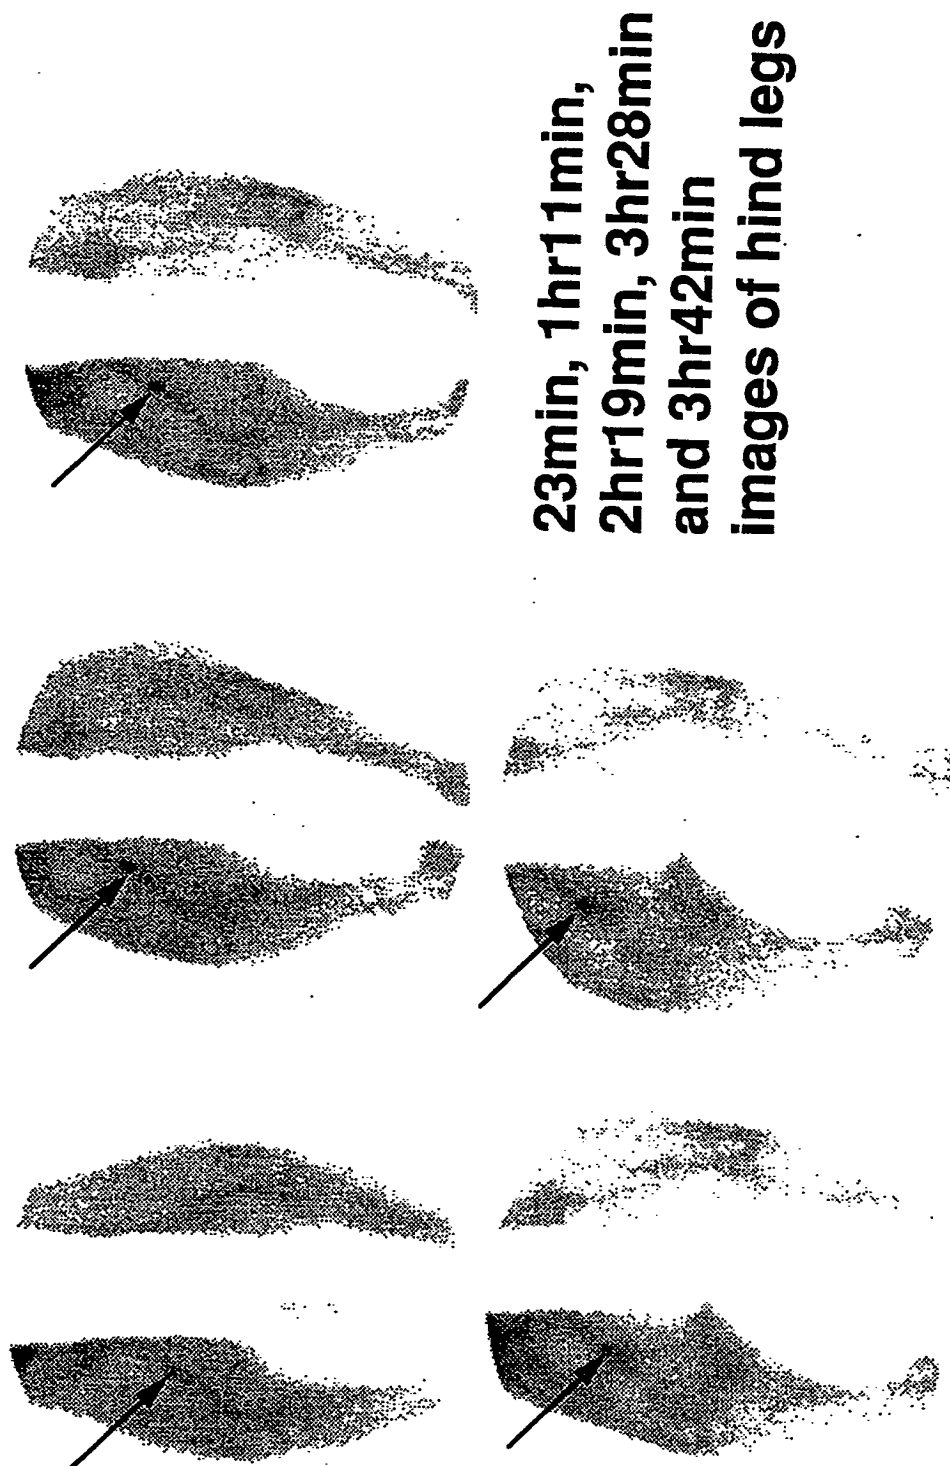 23min, 1hr11min,
2hr19min, 3hr28min
and 3hr42min
images of hind legs